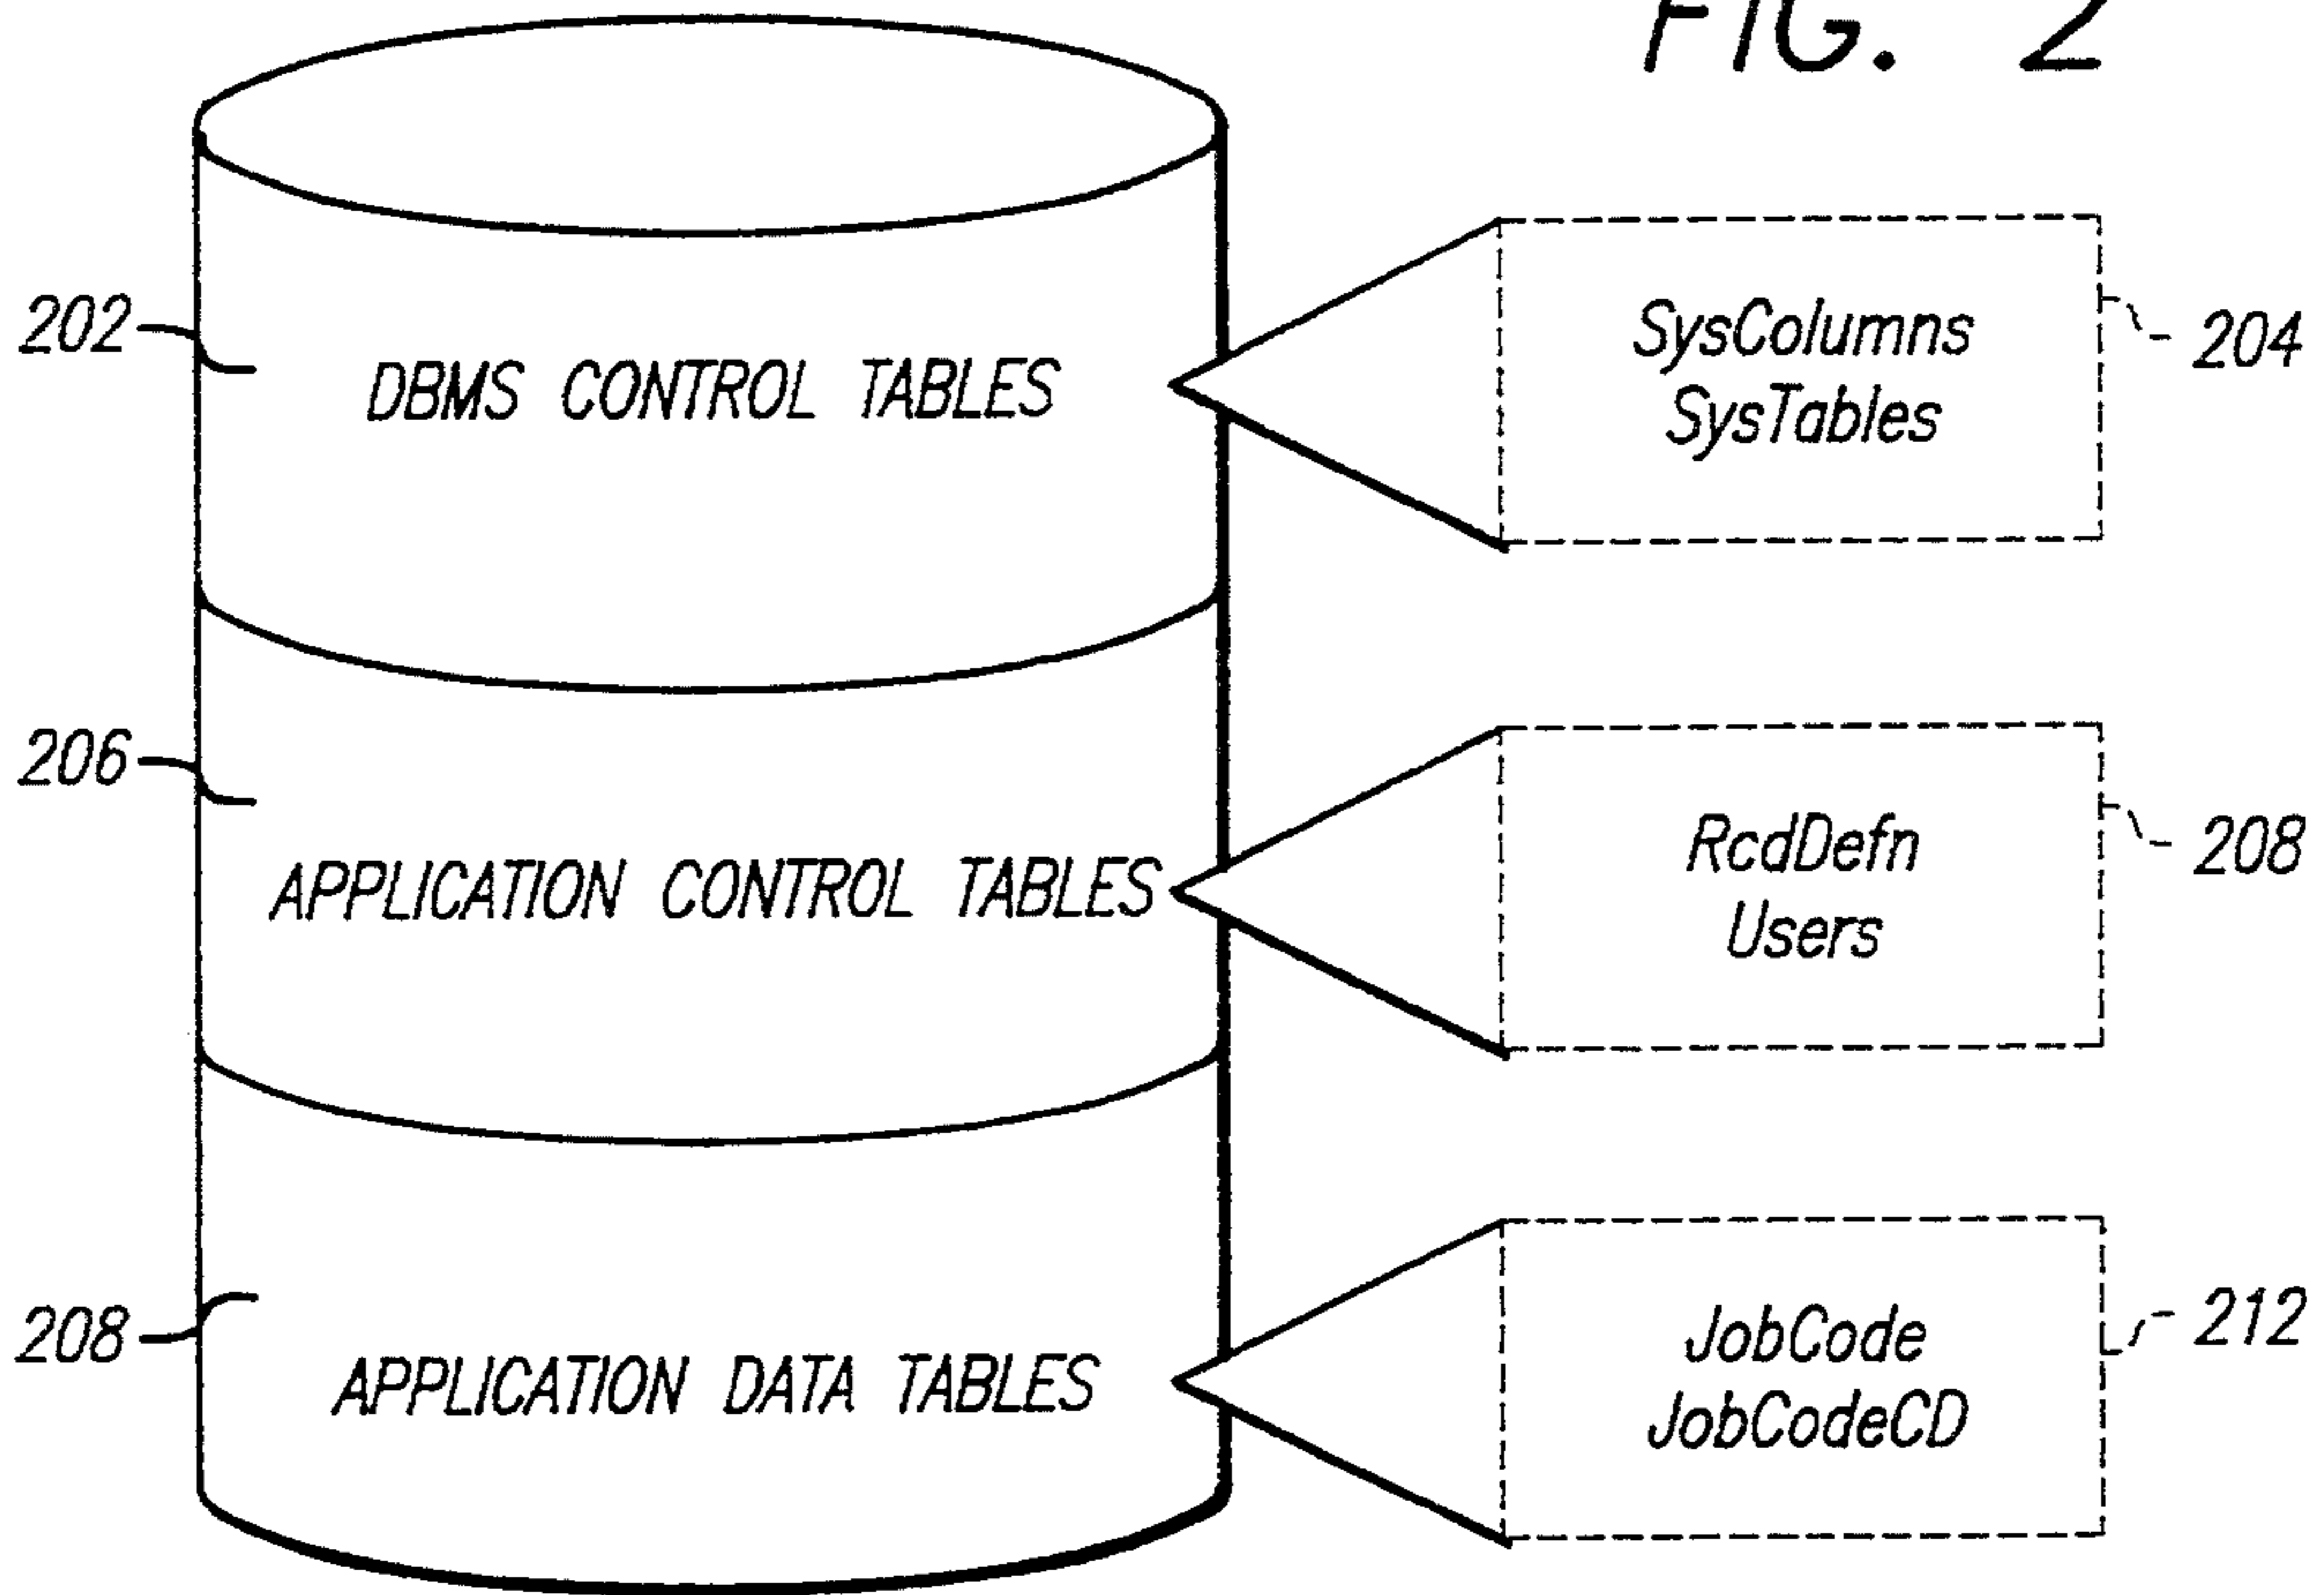 FIG. 2
202
DBMS CONTROL TABLES
SysColumns
SysTables
204
206
APPLICATION CONTROL TABLES
RcdDefn
Users
208
208
APPLICATION DATA TABLES
JobCode
JobCodeCD
212